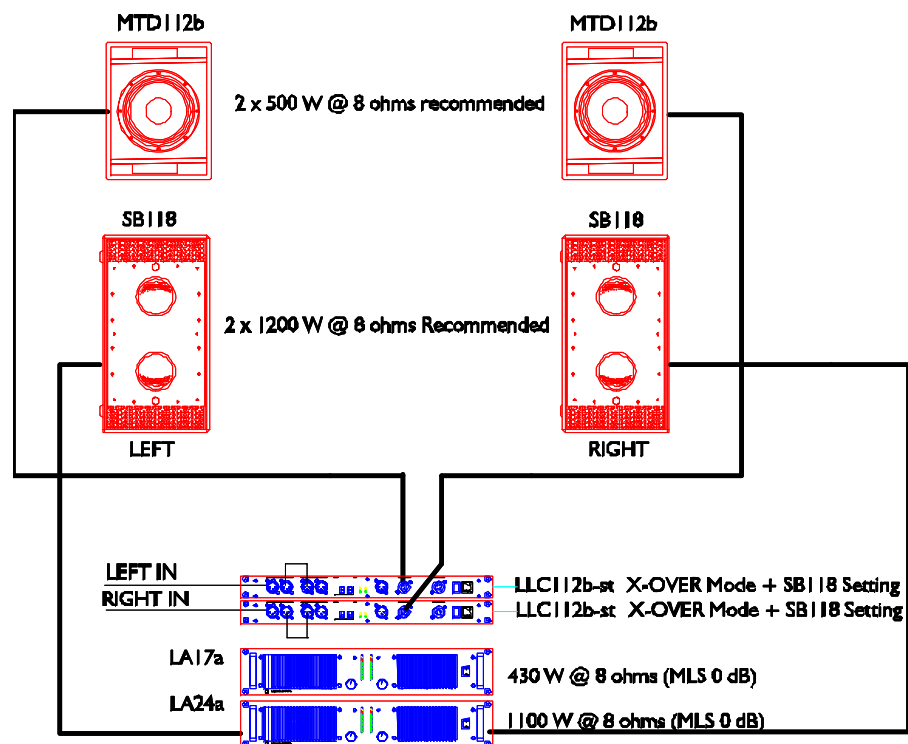 MTD112b
MTD112b
2 x 500 W @ 8 ohms recommended
SB118
SB118
2 x 1200 W @ 8 ohms Recommended
LEFT
RIGHT
LEFT IN
LLC112b-st X-OVER Mode + SB118 Setting
RIGHT IN
LLC112b-st X-OVER Mode + SB118 Setting
LA17a
430 W @ 8 ohms (MLS 0 dB)
LA24a
1100 W @ 8 ohms (MLS 0 dB)